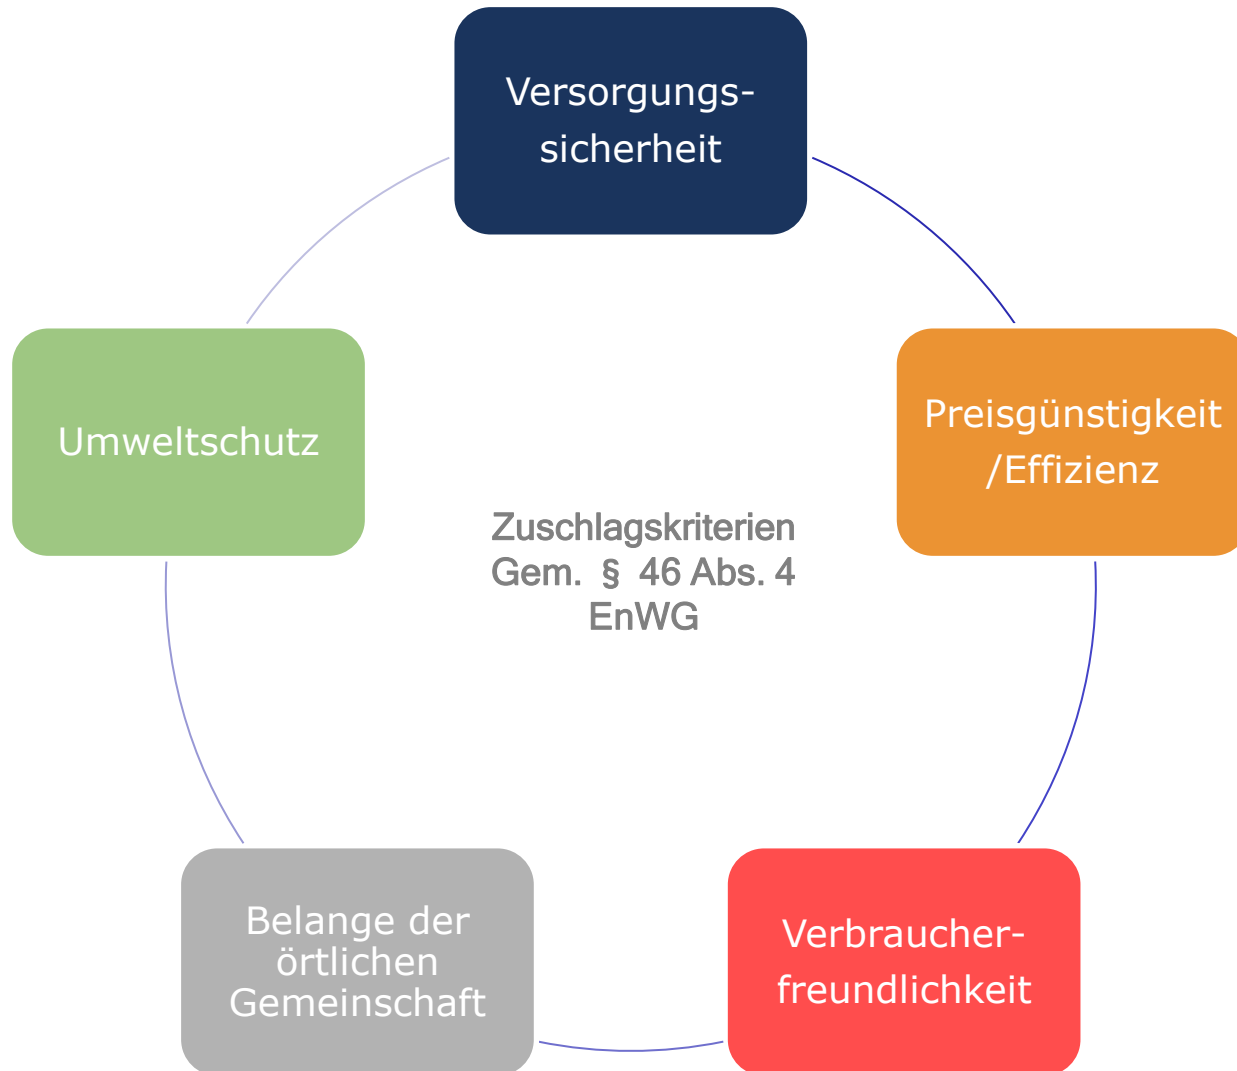 Versorgungs-
sicherheit
Preisgünstigkeit
/Effizienz
Umweltschutz
Zuschlagskriterien
Gem. § 46 Abs. 4
EnWG
Belange der
örtlichen
Gemeinschaft
Verbraucher-
freundlichkeit